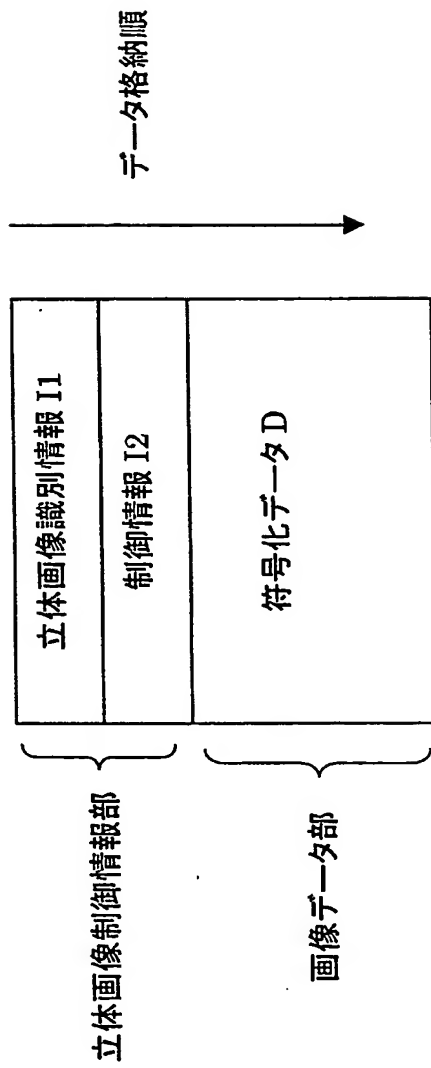 データ格納順
立体画像識別情報 I1
制御情報 I2
符号化データ D
立体画像制御情報部
画像データ部